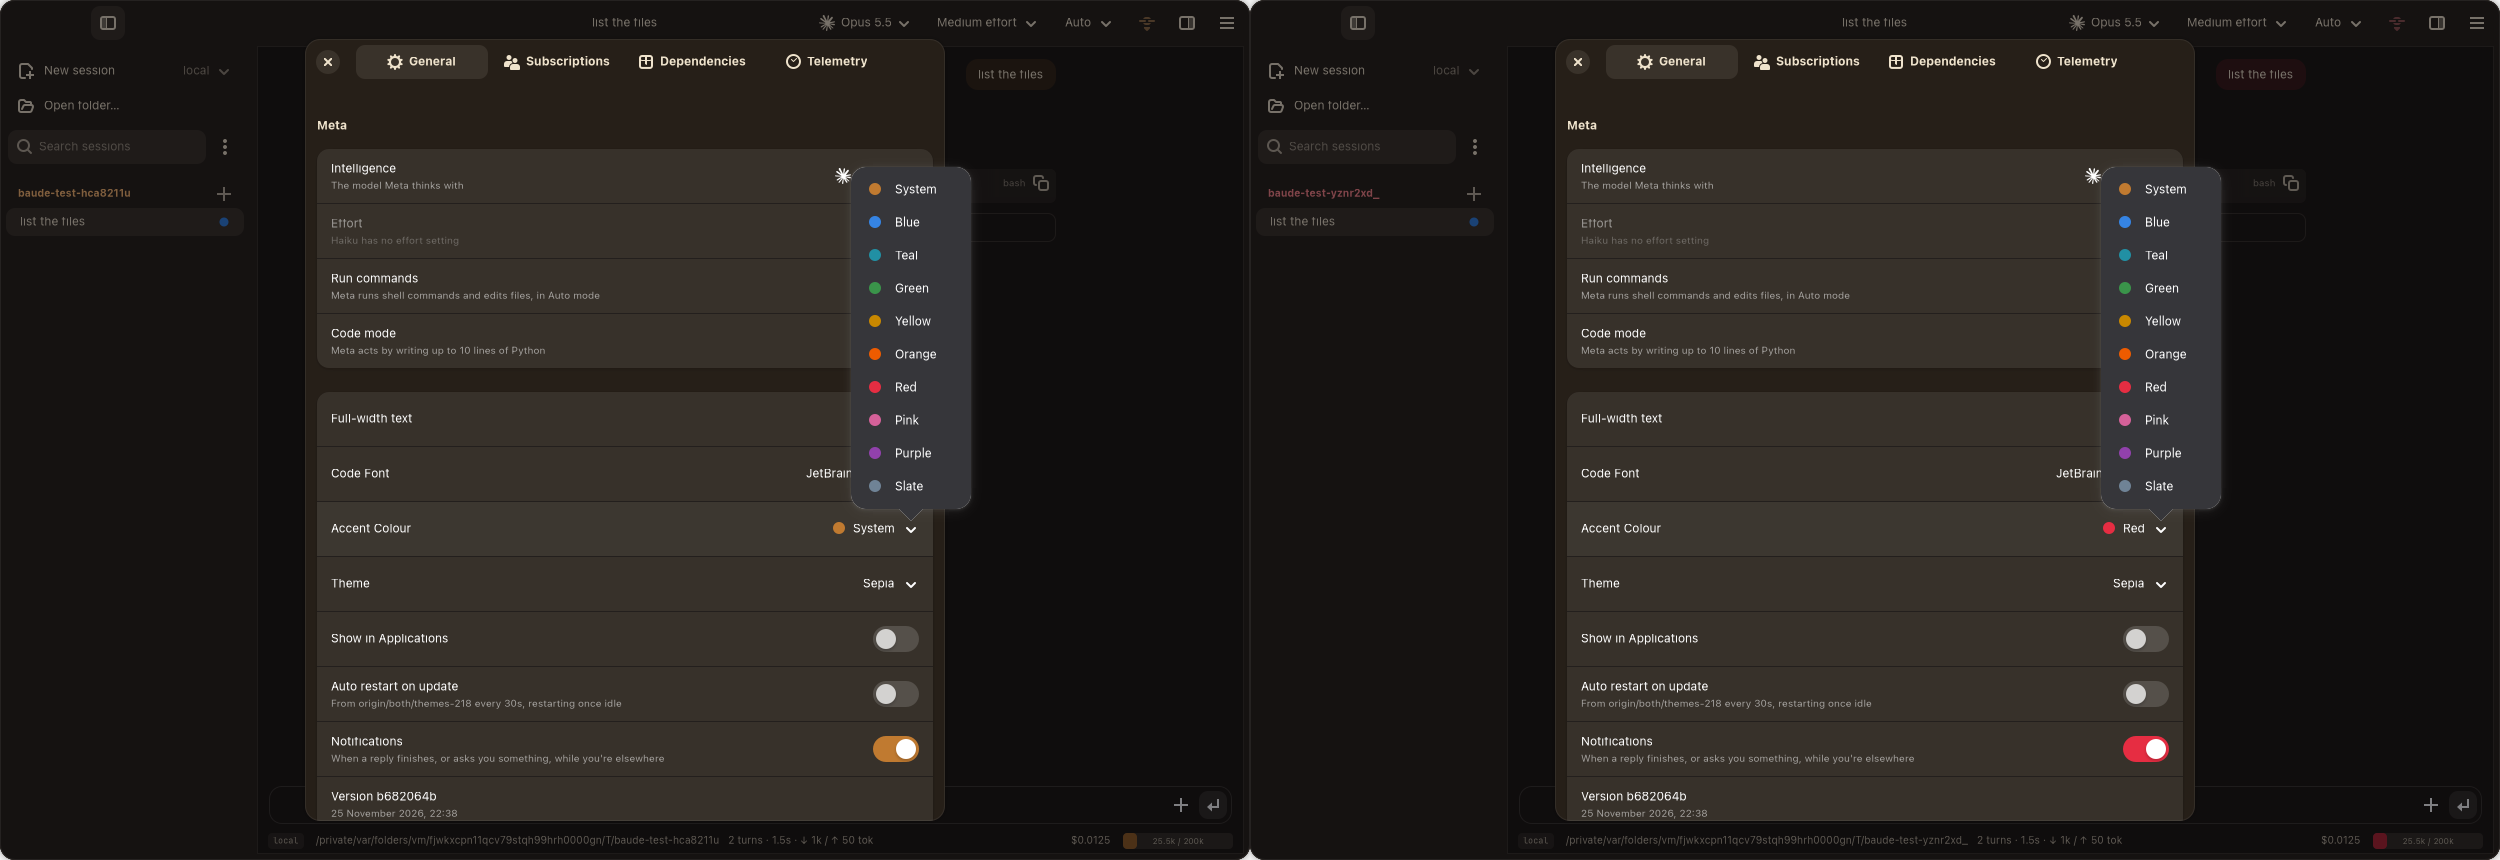 list the files
Opus 5.5
Medium effort
Auto
New session
local
Open folder...
Search sessions
baude-test-hca8211u
list the files
General
Subscriptions
Dependencies
Telemetry
list the files
Meta
Intelligence
The model Meta thinks with
Effort
Haiku has no effort setting
Run commands
Meta runs shell commands and edits files, in Auto mode
Code mode
Meta acts by writing up to 10 lines of Python
bash
System
Blue
Teal
Green
Yellow
Orange
Red
Pink
Purple
Slate
Full-width text
Code Font
JetBrain
Accent Colour
System
Theme
Sepia
Show in Applications
Auto restart on update
From origin/both/themes-218 every 30s, restarting once idle
Notifications
When a reply finishes, or asks you something, while you're elsewhere
Version b682064b
25 November 2026, 22:38
local
/private/var/folders/vm/fjwkxcpn11qcv79stqh99hrh0000gn/T/baude-test-hca8211u
2 turns · 1.5s · ↓ 1k / ↑ 50 tok
$0.0125
25.5k / 200k
list the files
Opus 5.5
Medium effort
Auto
New session
local
Open folder...
Search sessions
baude-test-yznr2xd_
list the files
General
Subscriptions
Dependencies
Telemetry
list the files
Meta
Intelligence
The model Meta thinks with
Effort
Haiku has no effort setting
Run commands
Meta runs shell commands and edits files, in Auto mode
Code mode
Meta acts by writing up to 10 lines of Python
bash
System
Blue
Teal
Green
Yellow
Orange
Red
Pink
Purple
Slate
Full-width text
Code Font
JetBrain
Accent Colour
Red
Theme
Sepia
Show in Applications
Auto restart on update
From origin/both/themes-218 every 30s, restarting once idle
Notifications
When a reply finishes, or asks you something, while you're elsewhere
Version b682064b
25 November 2026, 22:38
local
/private/var/folders/vm/fjwkxcpn11qcv79stqh99hrh0000gn/T/baude-test-yznr2xd_
2 turns · 1.5s · ↓ 1k / ↑ 50 tok
$0.0125
25.5k / 200k